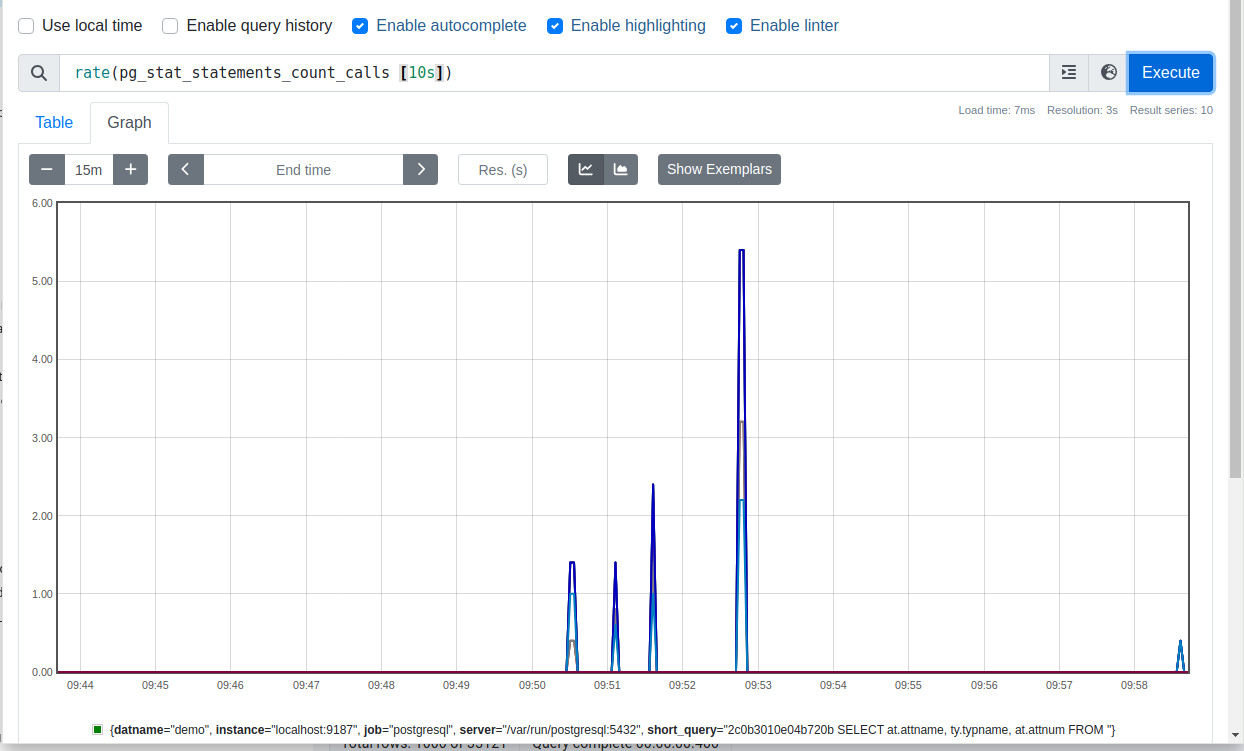 Use local time Enable query history Enable autocomplete Enable highlighting Enable linter
rate(pg_stat_statements_count_calls [10s]) Execute
Load time: 7ms Resolution: 3s Result series: 10
Table Graph
− 15m + < End time > Res. (s) Show Exemplars
6.00
5.00
4.00
3.00
2.00
1.00
0.00
09:44 09:45 09:46 09:47 09:48 09:49 09:50 09:51 09:52 09:53 09:54 09:55 09:56 09:57 09:58
{datname="demo", instance="localhost:9187", job="postgresql", server="/var/run/postgresql:5432", short_query="2c0b3010e04b720b SELECT at.attname, ty.typname, at.attnum FROM "}